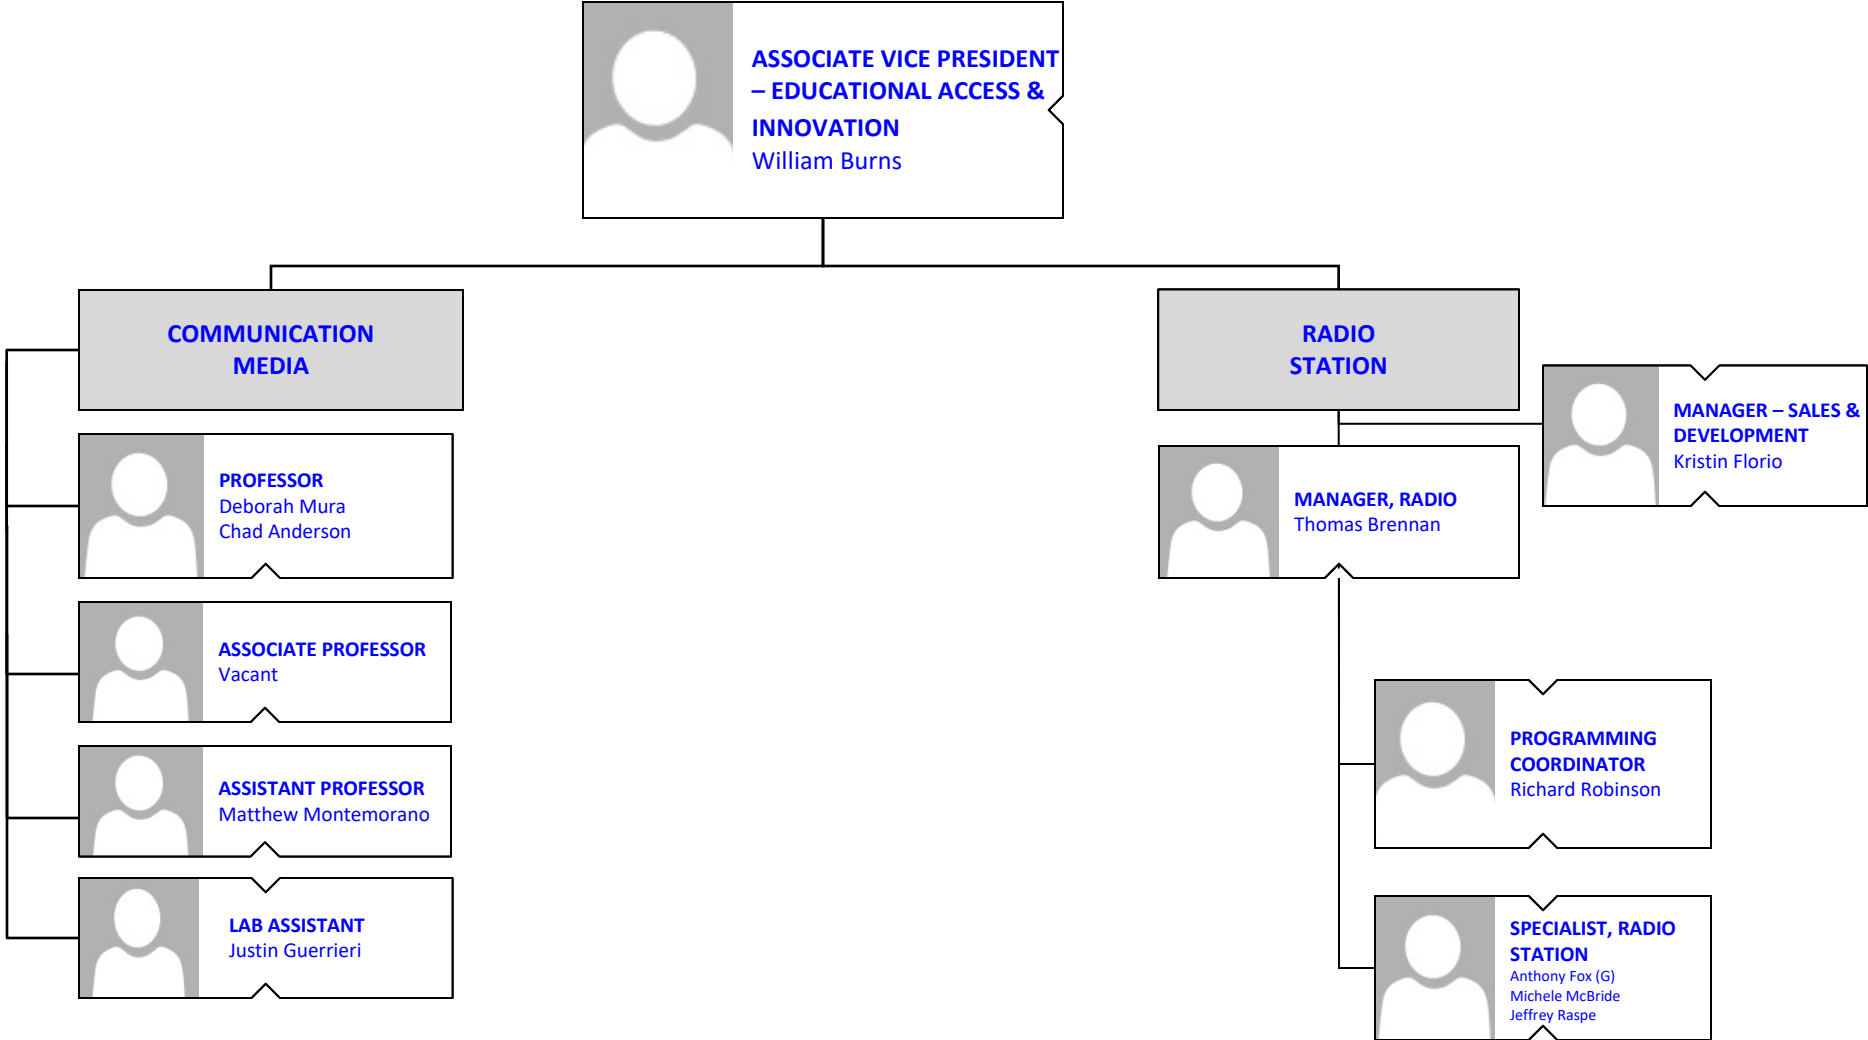 ASSOCIATE VICE PRESIDENT
– EDUCATIONAL ACCESS &
INNOVATION
William Burns
COMMUNICATION
MEDIA
PROFESSOR
Deborah Mura
Chad Anderson
ASSOCIATE PROFESSOR
Vacant
ASSISTANT PROFESSOR
Matthew Montemorano
LAB ASSISTANT
Justin Guerrieri
RADIO
STATION
MANAGER – SALES &
DEVELOPMENT
Kristin Florio
MANAGER, RADIO
Thomas Brennan
PROGRAMMING
COORDINATOR
Richard Robinson
SPECIALIST, RADIO
STATION
Anthony Fox (G)
Michele McBride
Jeffrey Raspe